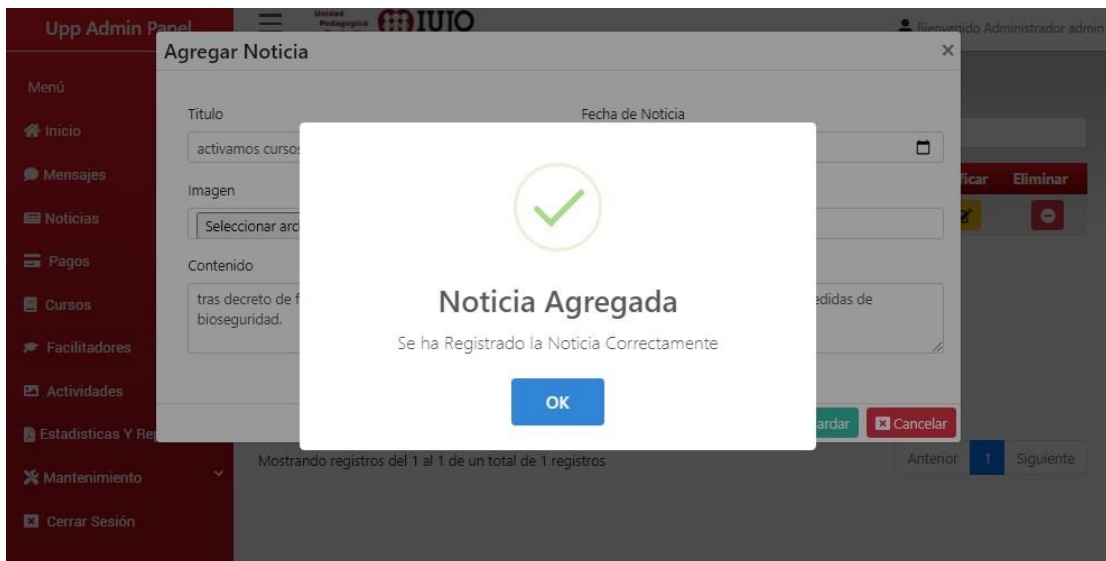 Upp Admin Panel
Unidad
Pedagógica
IUJO
Bienvenido Administrador admin
Agregar Noticia
×
Menú
Inicio
Mensajes
Noticias
Pagos
Cursos
Facilitadores
Actividades
Estadisticas Y
Mantenimiento
Cerrar Sesión
Titulo
Fecha de Noticia
activamos cursos
Imagen
Seleccionar
Contenido
tras decreto de
de
bioseguridad.
Eliminar
Noticia Agregada
Se ha Registrado la Noticia Correctamente
OK
Cancelar
Mostrando registros del 1 al 1 de un total de 1 registros
Anterior 1 Siguiente